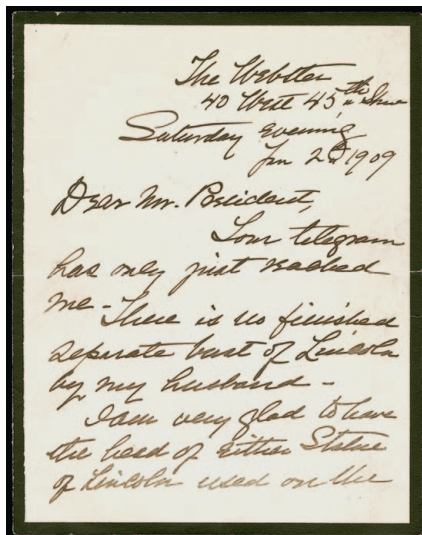 The Webster
40 West 45th Street
Saturday evening
Jan 2d 1909
Dear Mr. President,
Your telegram
has only just reached
me - There is no finished
separate bust of Lincoln
by my husband -
I am very glad to have
the head of either Statue
of Lincoln used on the